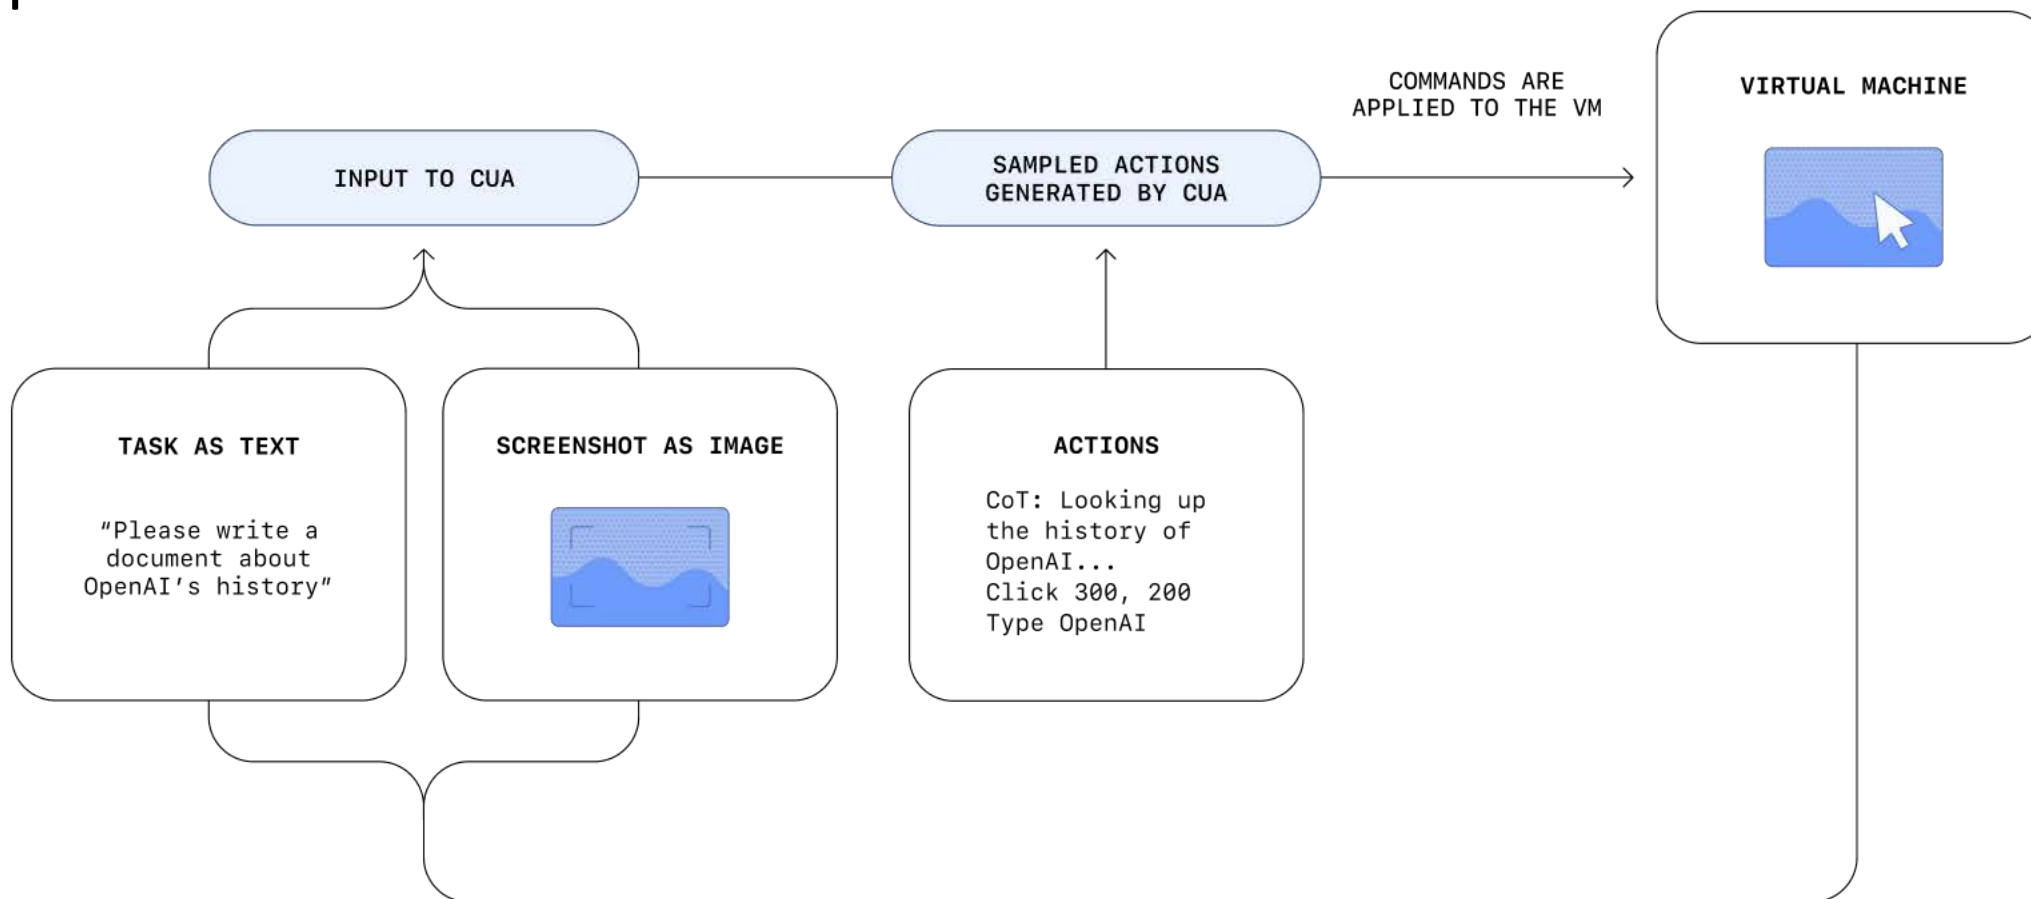 COMMANDS ARE
APPLIED TO THE VM
VIRTUAL MACHINE
INPUT TO CUA
SAMPLED ACTIONS
GENERATED BY CUA
TASK AS TEXT
“Please write a
document about
OpenAI’s history”
SCREENSHOT AS IMAGE
ACTIONS
CoT: Looking up
the history of
OpenAI...
Click 300, 200
Type OpenAI